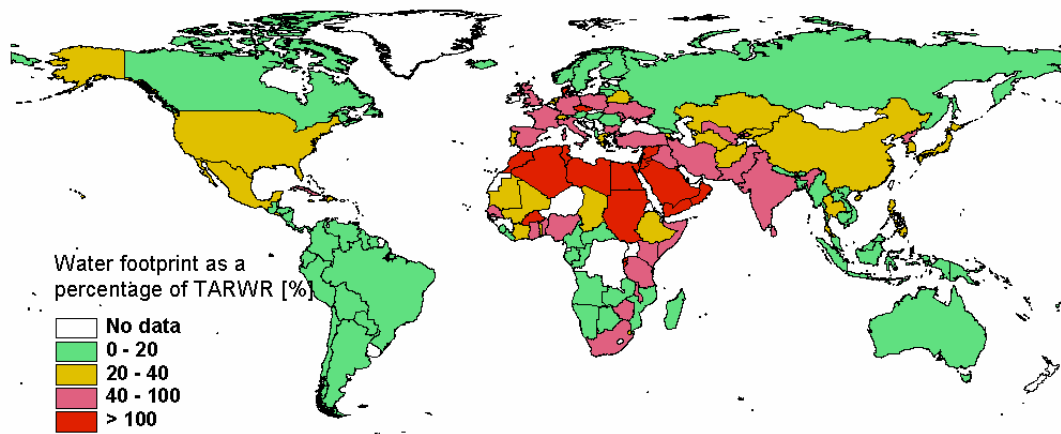 Water footprint as a
percentage of TARWR [%]
No data
0 - 20
20 - 40
40 - 100
> 100